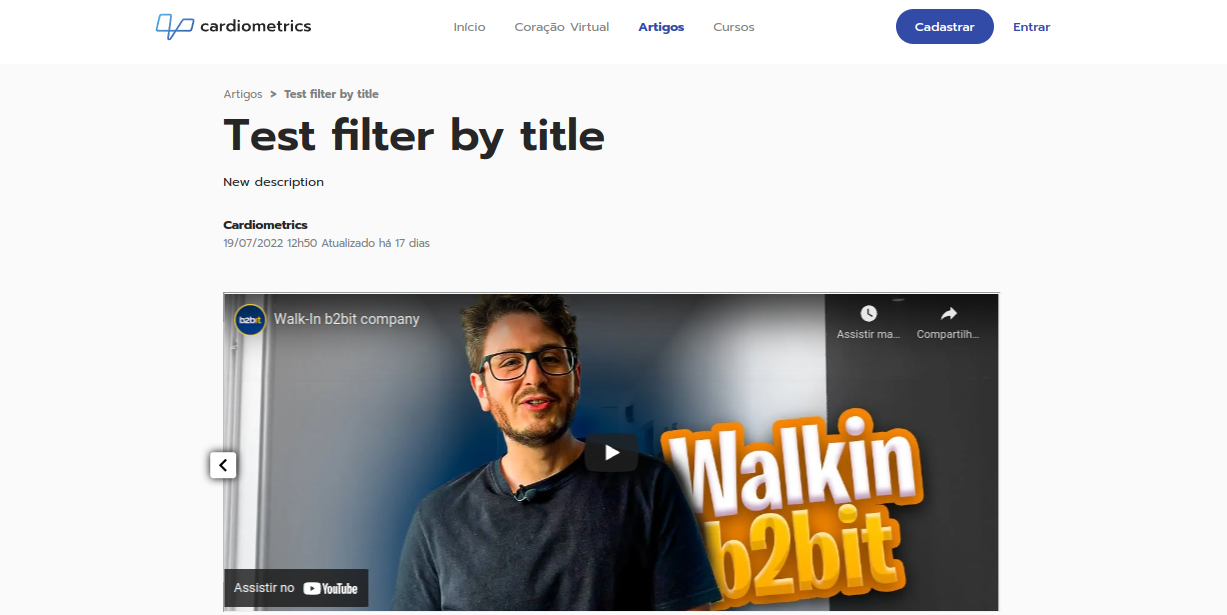 cardiometrics
Início Coração Virtual Artigos Cursos Cadastrar Entrar
Artigos > Test filter by title
Test filter by title
New description
Cardiometrics
19/07/2022 12h50 Atualizado há 17 dias
b2bit Walk-In b2bit company
Assistir ma... Compartilh...
Walkin
b2bit
Assistir no YouTube